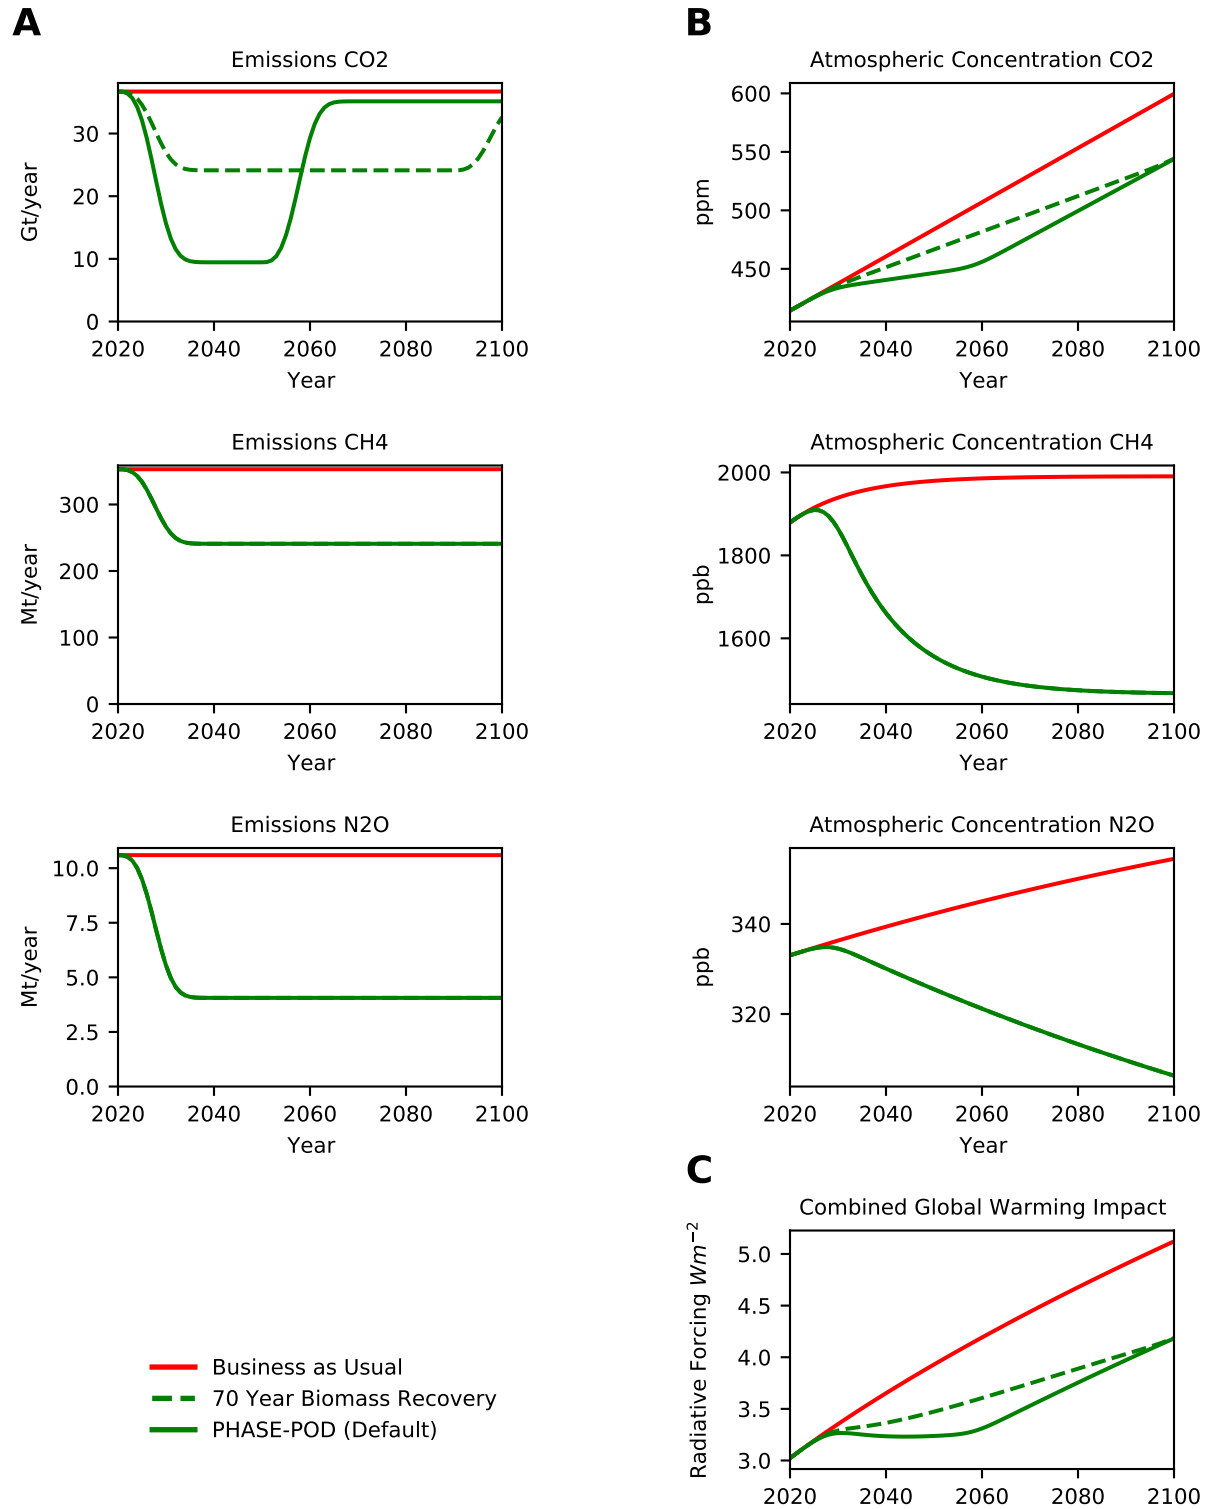 A
Emissions CO2
Gt/year
30
20
10
0
2020 2040 2060 2080 2100
Year
Emissions CH4
Mt/year
300
200
100
0
2020 2040 2060 2080 2100
Year
Emissions N2O
Mt/year
10.0
7.5
5.0
2.5
0.0
2020 2040 2060 2080 2100
Year
B
Atmospheric Concentration CO2
ppm
600
550
500
450
2020 2040 2060 2080 2100
Year
Atmospheric Concentration CH4
ppb
2000
1800
1600
2020 2040 2060 2080 2100
Year
Atmospheric Concentration N2O
ppb
340
320
2020 2040 2060 2080 2100
Year
C
Combined Global Warming Impact
Radiative Forcing Wm⁻²
5.0
4.5
4.0
3.5
3.0
2020 2040 2060 2080 2100
Business as Usual
70 Year Biomass Recovery
PHASE-POD (Default)